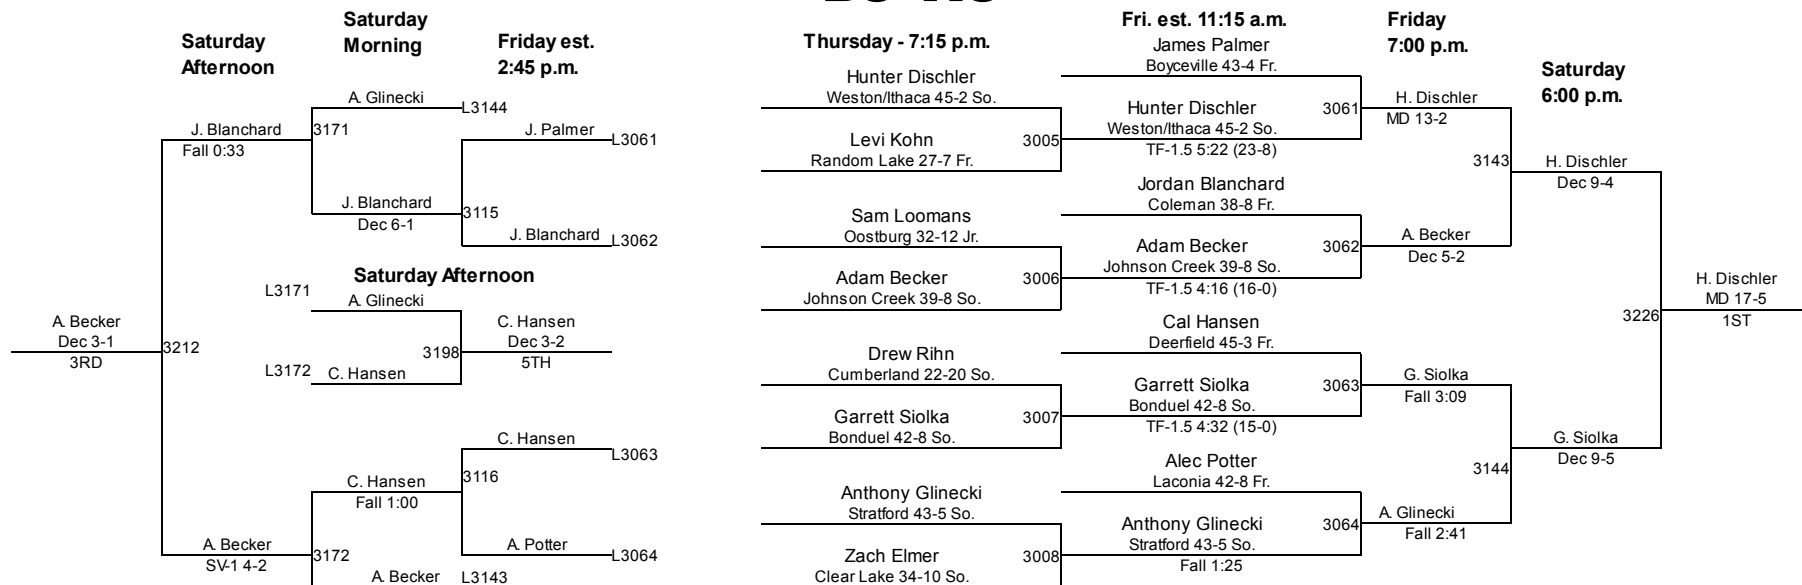 Saturday
Afternoon
Saturday
Morning
Friday est.
2:45 p.m.
A. Glinecki
L3144
J. Blanchard
3171
Fall 0:33
J. Palmer
L3061
J. Blanchard
3115
Dec 6-1
J. Blanchard
L3062
Saturday Afternoon
L3171
A. Glinecki
A. Becker
Dec 3-1
3RD
3212
3198
C. Hansen
Dec 3-2
5TH
L3172
C. Hansen
C. Hansen
L3063
C. Hansen
3116
Fall 1:00
A. Becker
3172
SV-1 4-2
A. Potter
L3064
A. Becker
L3143
Thursday - 7:15 p.m.
Fri. est. 11:15 a.m.
Friday
7:00 p.m.
Saturday
6:00 p.m.
Hunter Dischler
Weston/Ithaca 45-2 So.
Levi Kohn
Random Lake 27-7 Fr.
3005
Sam Loomans
Oostburg 32-12 Jr.
Adam Becker
Johnson Creek 39-8 So.
3006
Drew Rihn
Cumberland 22-20 So.
Garrett Siolka
Bonduel 42-8 So.
3007
Anthony Glinecki
Stratford 43-5 So.
Zach Elmer
Clear Lake 34-10 So.
3008
James Palmer
Boyceville 43-4 Fr.
Hunter Dischler
Weston/Ithaca 45-2 So.
TF-1.5 5:22 (23-8)
3061
Jordan Blanchard
Coleman 38-8 Fr.
Adam Becker
Johnson Creek 39-8 So.
TF-1.5 4:16 (16-0)
3062
Cal Hansen
Deerfield 45-3 Fr.
Garrett Siolka
Bonduel 42-8 So.
TF-1.5 4:32 (15-0)
3063
Alec Potter
Laconia 42-8 Fr.
Anthony Glinecki
Stratford 43-5 So.
Fall 1:25
3064
H. Dischler
MD 13-2
3143
A. Becker
Dec 5-2
G. Siolka
Fall 3:09
3144
A. Glinecki
Fall 2:41
H. Dischler
Dec 9-4
3226
G. Siolka
Dec 9-5
H. Dischler
MD 17-5
1ST